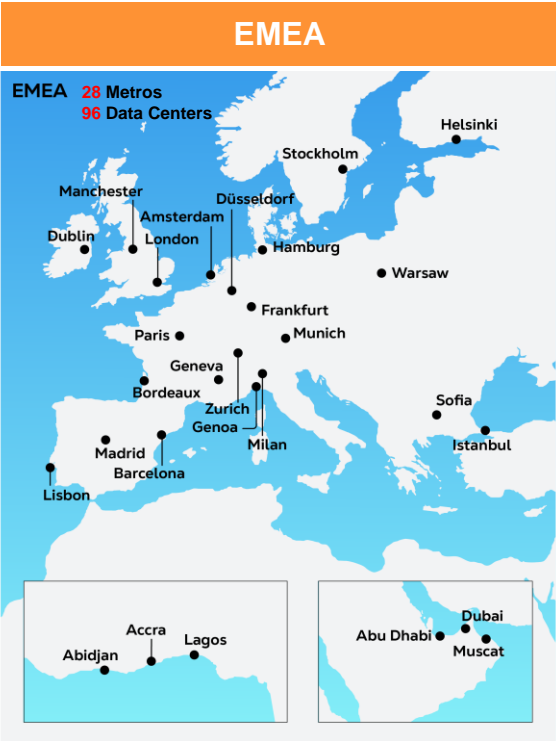 EMEA
EMEA 28 Metros
96 Data Centers
Helsinki
Stockholm
Manchester
Düsseldorf
Amsterdam
Dublin
London
Hamburg
Warsaw
Frankfurt
Paris
Munich
Geneva
Bordeaux
Zurich
Sofia
Genoa
Milan
Istanbul
Madrid
Barcelona
Lisbon
Accra
Lagos
Abidjan
Dubai
Abu Dhabi
Muscat